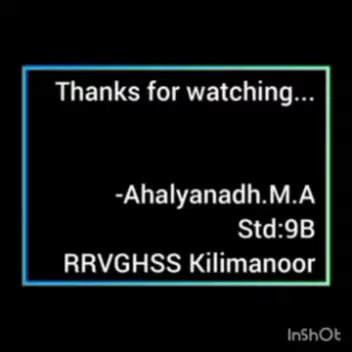 Thanks for watching...
-Ahalyanadh.M.A
Std:9B
RRVGHSS Kilimanoor
InShOt